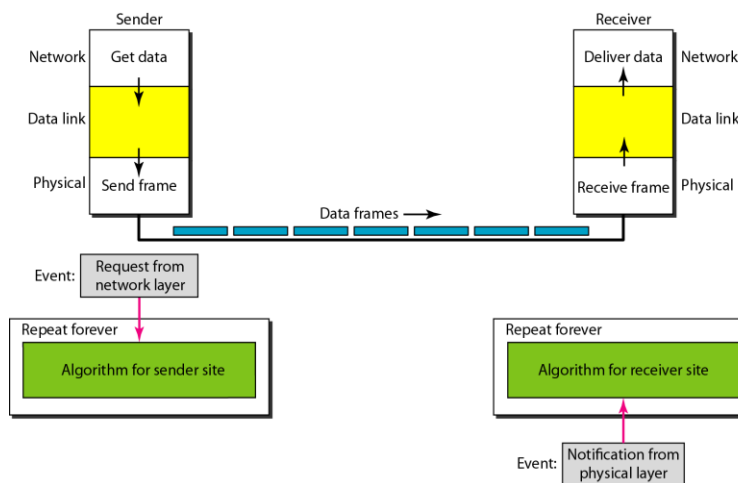 Sender
Receiver
Network
Get data
Deliver data
Network
Data link
Data link
Physical
Send frame
Receive frame
Physical
Data frames
Event:
Request from
network layer
Repeat forever
Algorithm for sender site
Repeat forever
Algorithm for receiver site
Event:
Notification from
physical layer